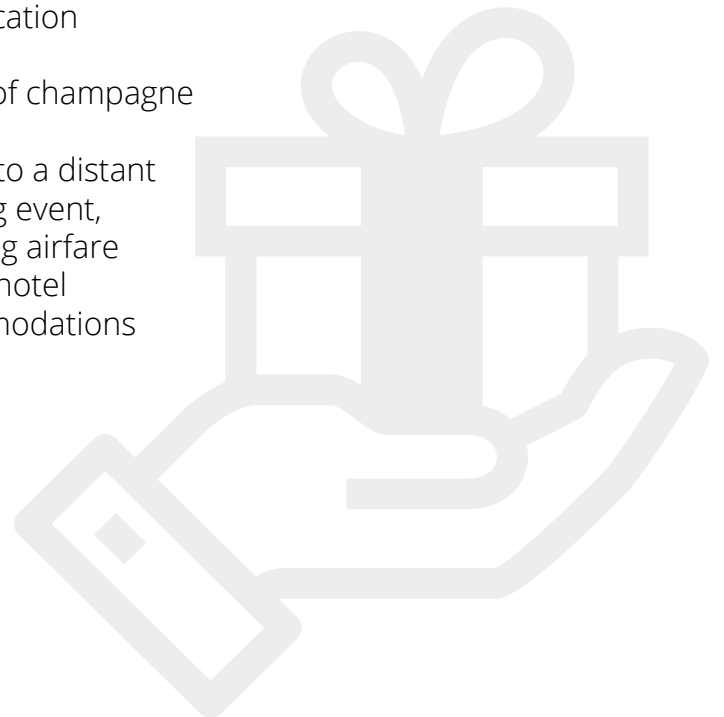 cation
of champagne
to a distant
g event,
g airfare
hotel
modations